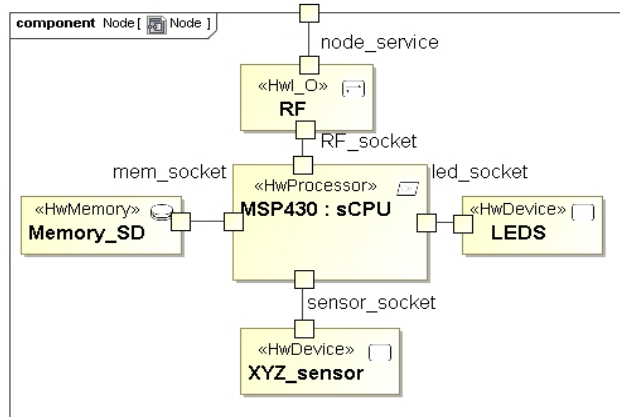 component Node [ Node ]
node_service
«HwI_O»
RF
RF_socket
mem_socket
led_socket
«HwProcessor»
MSP430 : sCPU
«HwMemory»
Memory_SD
«HwDevice»
LEDS
sensor_socket
«HwDevice»
XYZ_sensor